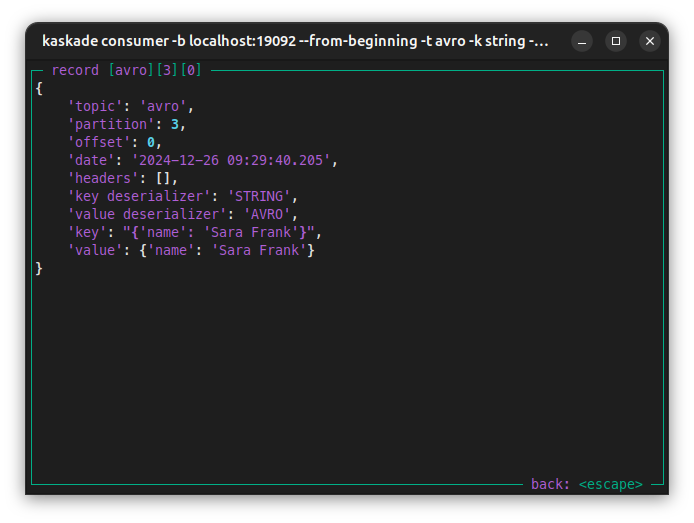 kaskade consumer -b localhost:19092 --from-beginning -t avro -k string -...
record [avro][3][0]
{
    'topic': 'avro',
    'partition': 3,
    'offset': 0,
    'date': '2024-12-26 09:29:40.205',
    'headers': [],
    'key deserializer': 'STRING',
    'value deserializer': 'AVRO',
    'key': "{'name': 'Sara Frank'}",
    'value': {'name': 'Sara Frank'}
}
back: <escape>